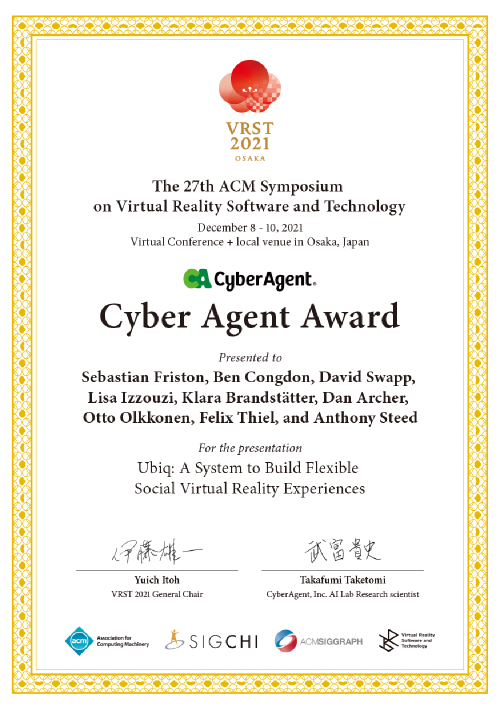 VRST
2021
OSAKA
The 27th ACM Symposium
on Virtual Reality Software and Technology
December 8 - 10, 2021
Virtual Conference + local venue in Osaka, Japan
CA CyberAgent®
Cyber Agent Award
Presented to
Sebastian Friston, Ben Congdon, David Swapp,
Lisa Izzouzi, Klara Brandstätter, Dan Archer,
Otto Olkkonen, Felix Thiel, and Anthony Steed
For the presentation
Ubiq: A System to Build Flexible
Social Virtual Reality Experiences
伊藤雄一
武富貴史
Yuich Itoh
Takafumi Taketomi
VRST 2021 General Chair
CyberAgent, Inc. AI Lab Research scientist
acm
Association for
Computing Machinery
SIGCHI
ACMSIGGRAPH
Virtual Reality
Software and
Technology